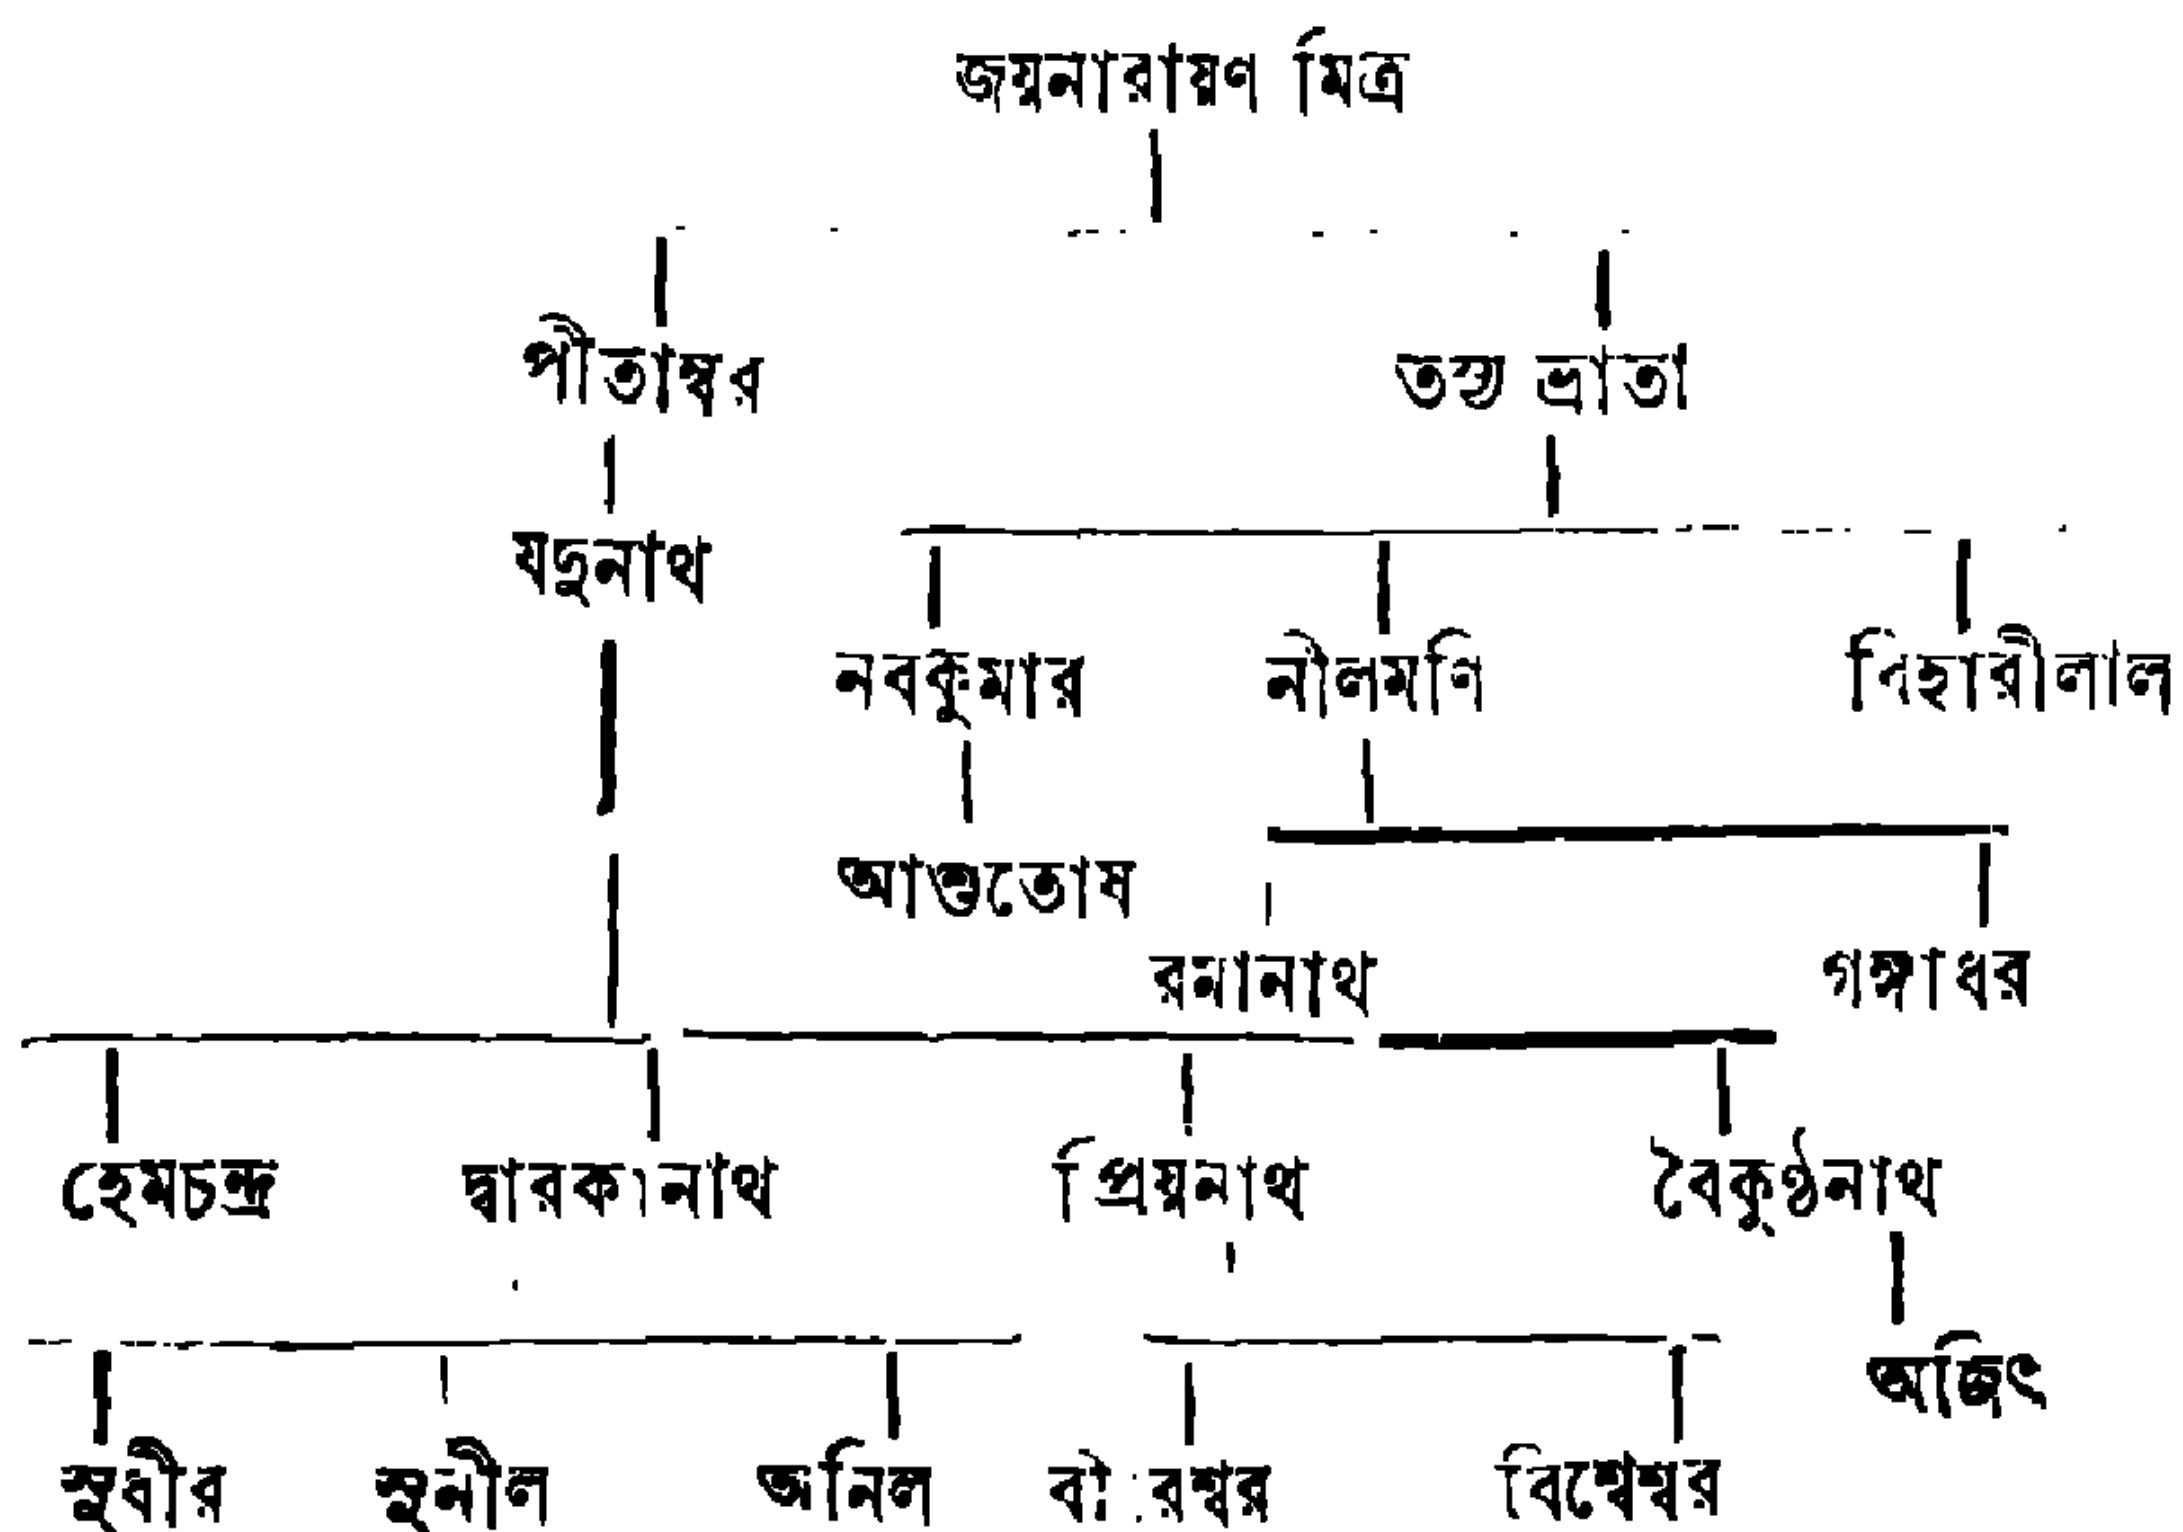 জয়নারায়ণ মিত্র
পীতাম্বর তস্য ভ্রাতা
যদুনাথ
নবকুমার নীলমণি বিহারীলাল
আশুতোষ
রমানাথ গঙ্গাধর
হেমচন্দ্র দ্বারকানাথ প্রিয়নাথ বৈকুণ্ঠনাথ
অজিৎ
সুধীর সুনীল অনিল বিশ্বেশ্বর